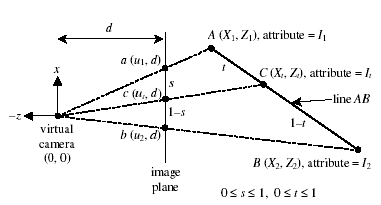 d
A (X₁, Z₁), attribute = I₁
a (u₁, d)
x
s
t
C (Xₜ, Zₜ), attribute = Iₜ
c (uₛ, d)
line AB
1–s
–z
1–t
virtual
camera
(0, 0)
b (u₂, d)
B (X₂, Z₂), attribute = I₂
image
plane
0 ≤ s ≤ 1, 0 ≤ t ≤ 1